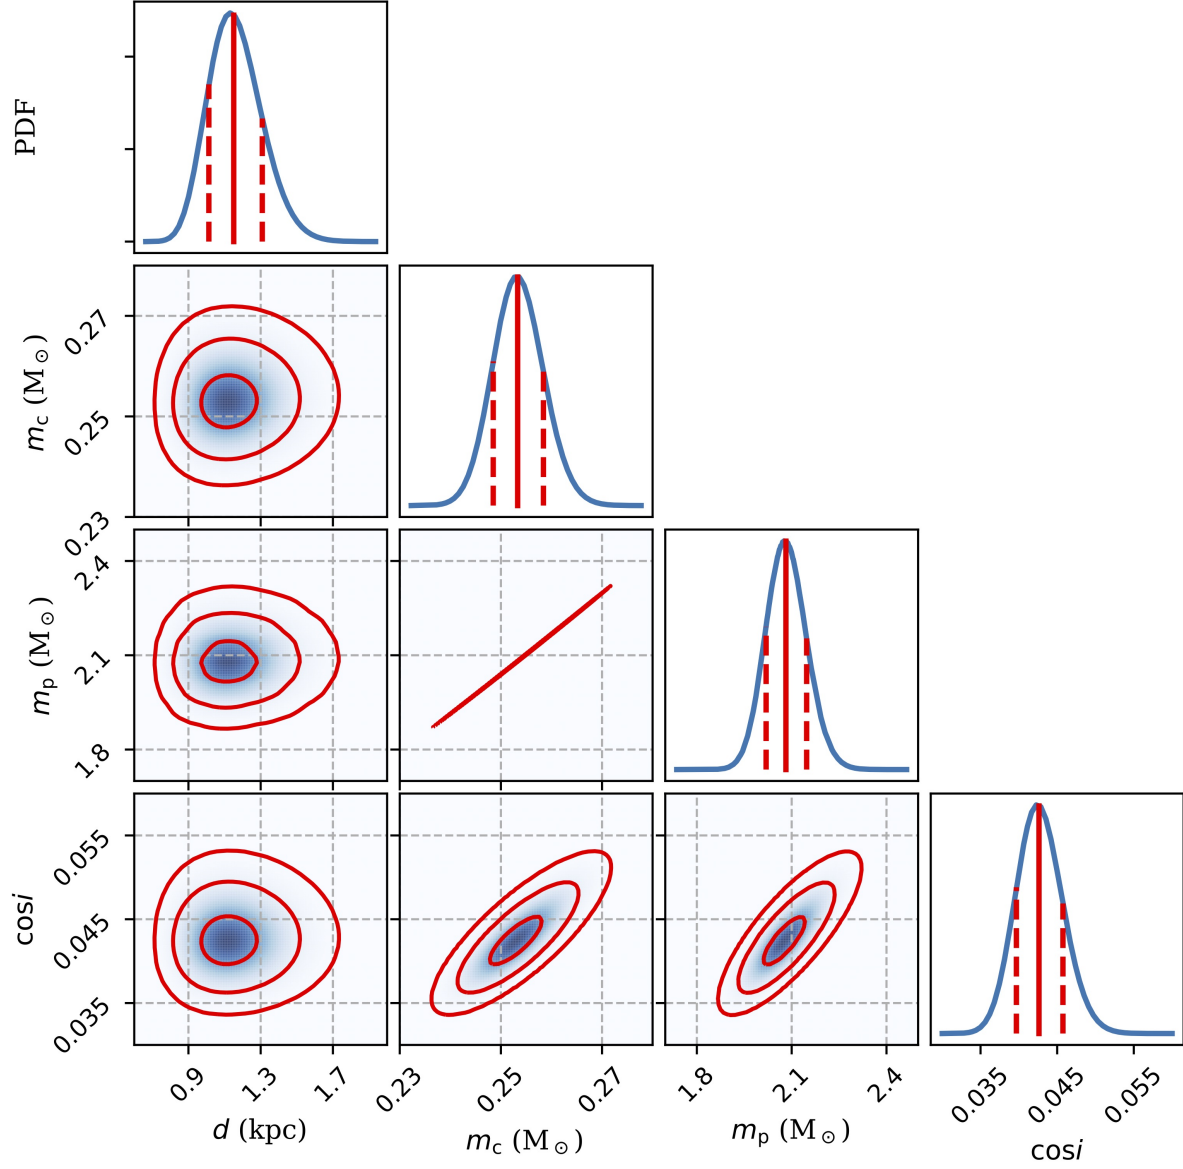 PDF
0.27
0.25
0.23
m_c (M_⊙)
2.4
2.1
1.8
m_p (M_⊙)
0.055
0.045
0.035
cosi
0.9 1.3 1.7
0.23 0.25 0.27
1.8 2.1 2.4
0.035 0.045 0.055
d (kpc)
m_c (M_⊙)
m_p (M_⊙)
cosi